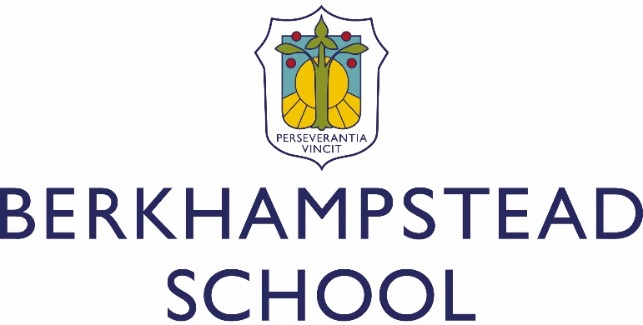 PERSEVERANTIA
VINCIT
BERKHAMPSTEAD
SCHOOL